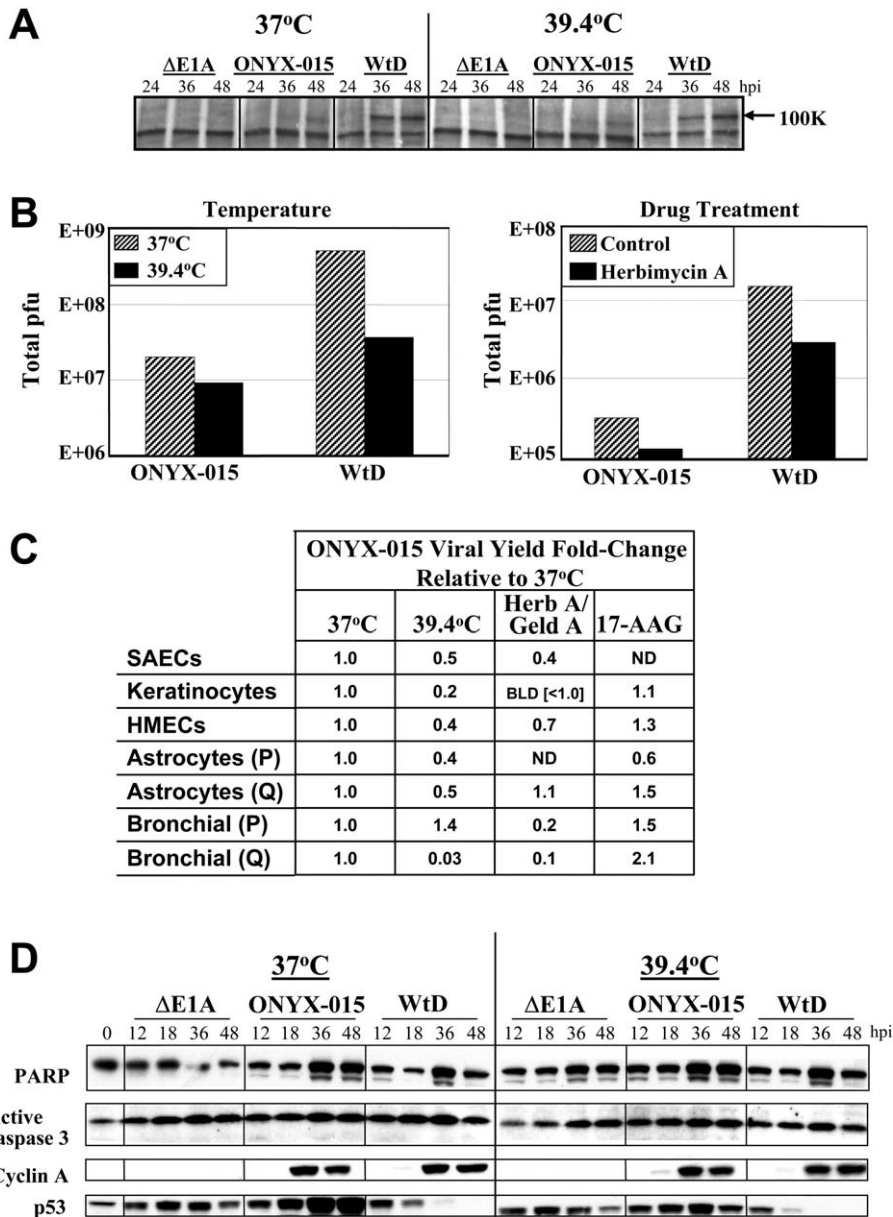 A
37°C
39.4°C
ΔE1A ONYX-015 WtD ΔE1A ONYX-015 WtD
24 36 48 24 36 48 24 36 48 24 36 48 24 36 48 24 36 48 hpi
100K
B
Temperature
37°C
39.4°C
Total pfu
E+09
E+08
E+07
E+06
ONYX-015 WtD
Drug Treatment
Control
Herbimycin A
Total pfu
E+08
E+07
E+06
E+05
ONYX-015 WtD
C
ONYX-015 Viral Yield Fold-Change
Relative to 37°C
37°C 39.4°C Herb A/ Geld A 17-AAG
SAECs 1.0 0.5 0.4 ND
Keratinocytes 1.0 0.2 BLD [<1.0] 1.1
HMECs 1.0 0.4 0.7 1.3
Astrocytes (P) 1.0 0.4 ND 0.6
Astrocytes (Q) 1.0 0.5 1.1 1.5
Bronchial (P) 1.0 1.4 0.2 1.5
Bronchial (Q) 1.0 0.03 0.1 2.1
D
37°C
39.4°C
ΔE1A ONYX-015 WtD ΔE1A ONYX-015 WtD
0 12 18 36 48 12 18 36 48 12 18 36 48 12 18 36 48 12 18 36 48 12 18 36 48 hpi
PARP
ctive
aspase 3
Cyclin A
p53